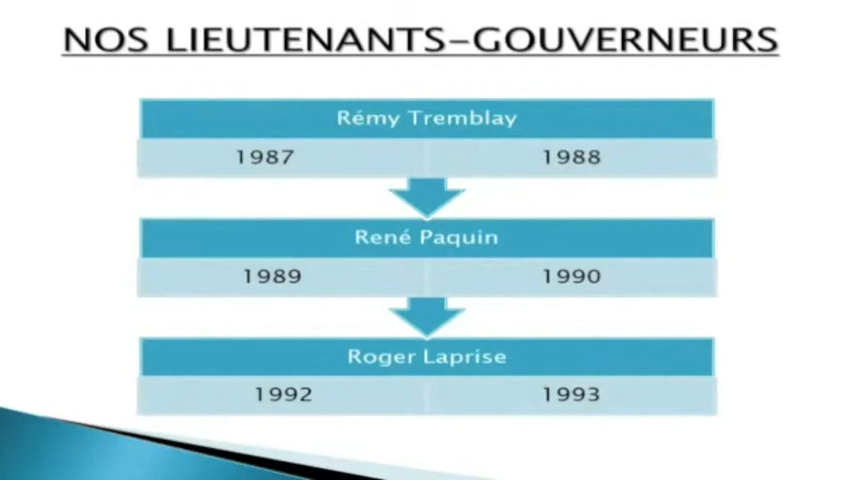 NOS LIEUTENANTS-GOUVERNEURS
Rémy Tremblay
1987 1988
René Paquin
1989 1990
Roger Laprise
1992 1993